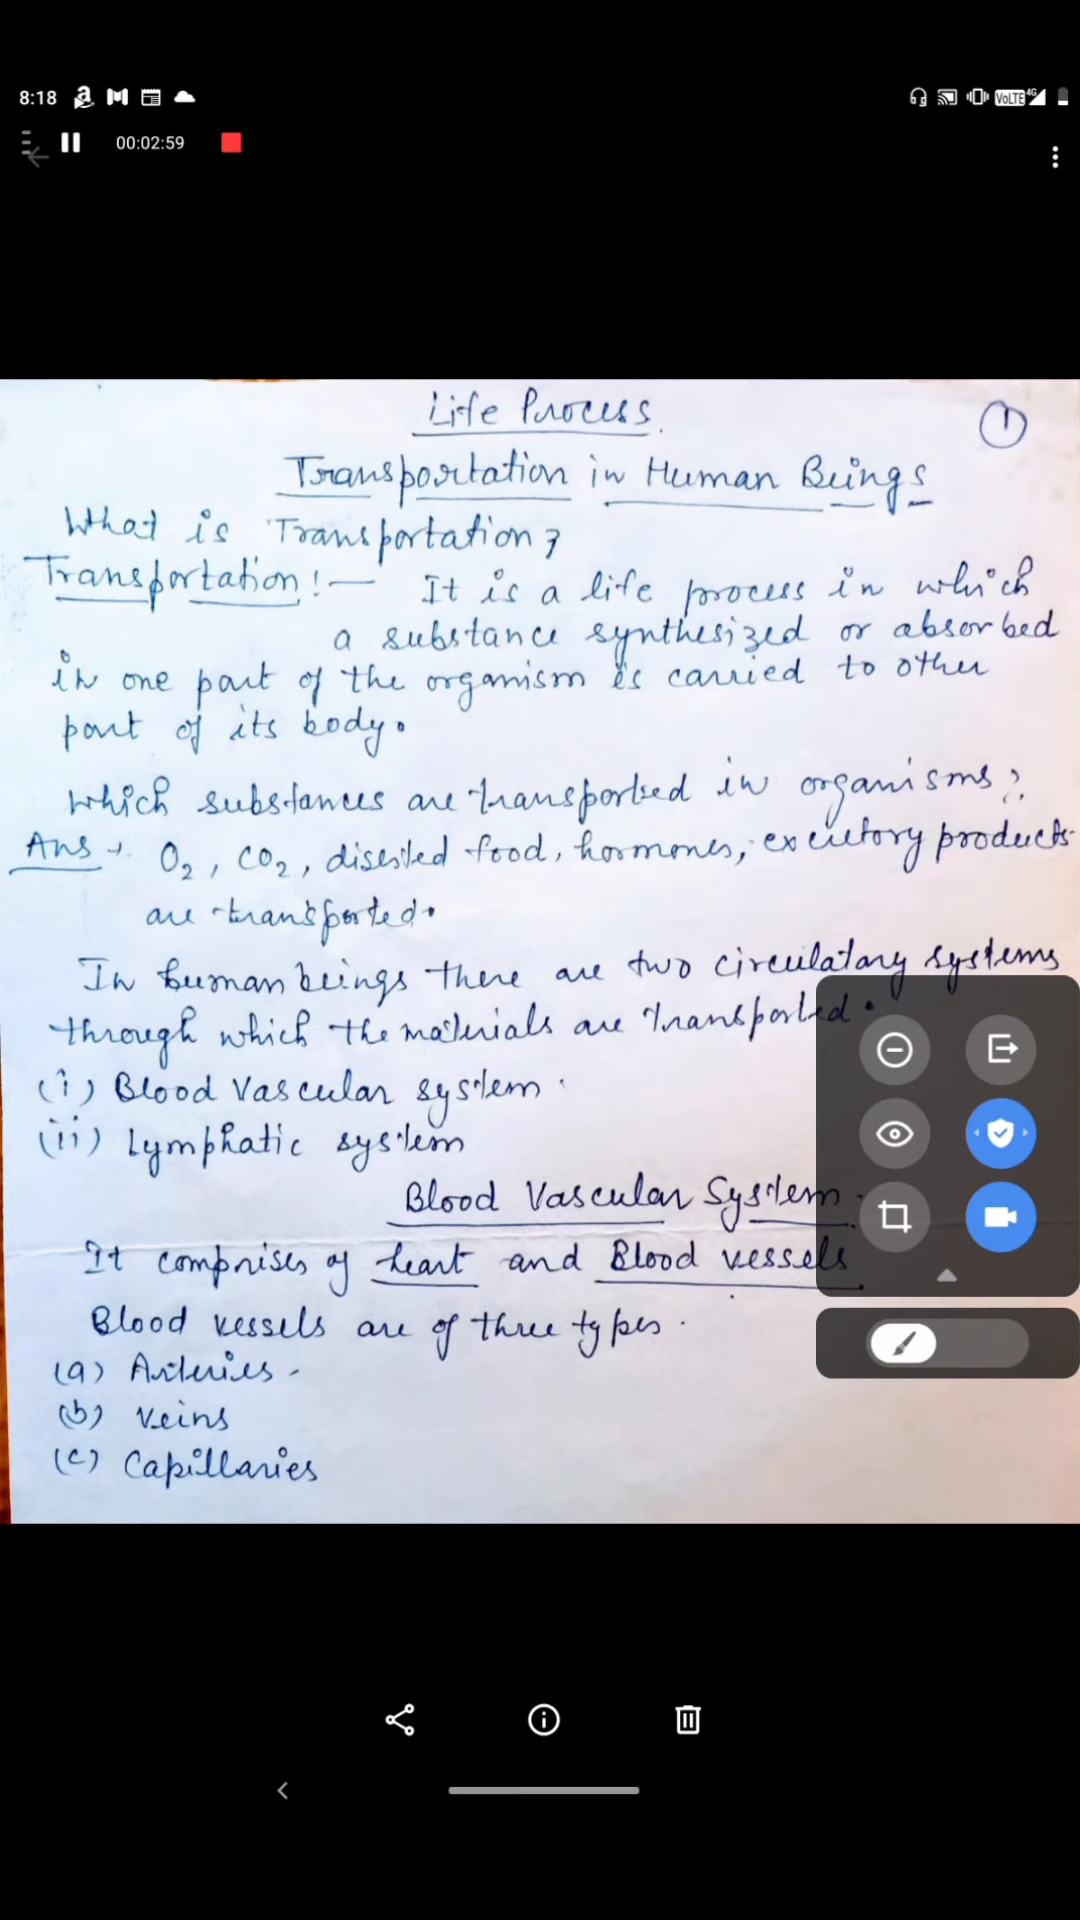 8:18
VoLTE 4G
00:02:59
Life Process.
1
Transportation in Human Beings
What is Transportation?
Transportation :- It is a life process in which
a substance synthesized or absorbed
in one part of the organism is carried to other
part of its body.
Which substances are transported in organisms?
Ans →. O2, CO2, disested food, hormones, excretory products
are transported.
In human beings there are two circulatory systems
through which the materials are transported.
(i) Blood Vascular system.
(ii) Lymphatic system
Blood Vascular System.
It comprises of heart and Blood vessels.
Blood vessels are of three types.
(a) Arteries -
(b) Veins
(c) Capillaries